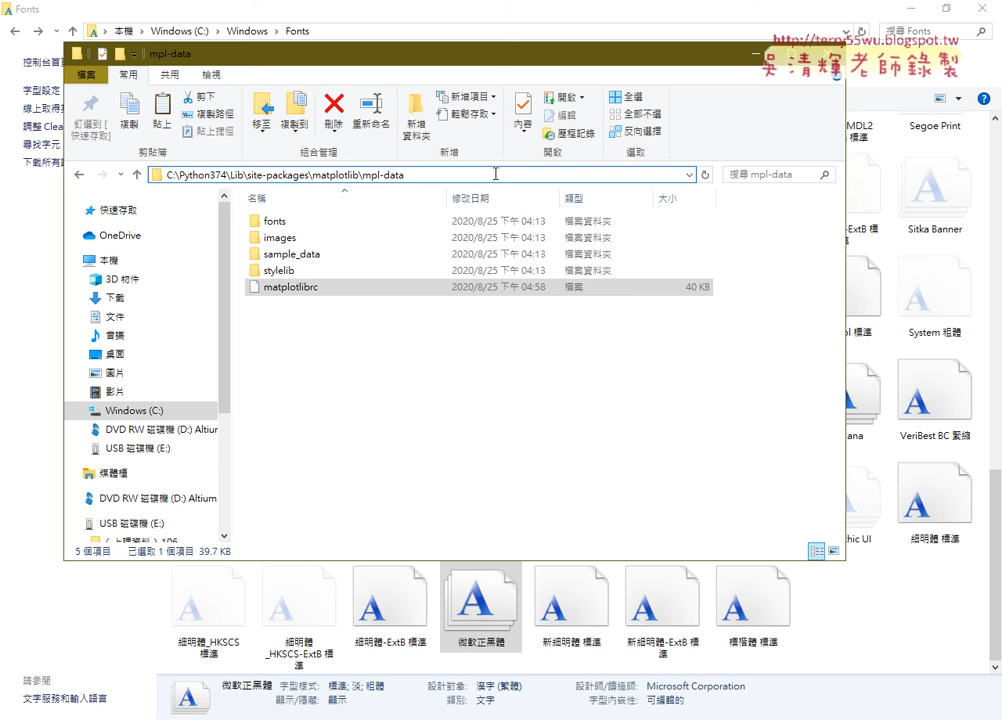 Fonts
本機 › Windows (C:) › Windows › Fonts
搜尋 Fonts
http://terry55wu.blogspot.tw
吳清輝老師錄製
控制台首頁
字型設定
調整 Clea
尋找字元
下載所有
mpl-data
檔案 常用 共用 檢視
釘選到 [快速存取]
複製
貼上
剪下
複製路徑
貼上捷徑
剪貼簿
移至
複製到
刪除
重新命名
組合管理
新增資料夾
新增項目
輕鬆存取
新增
內容
開啟
編輯
歷程記錄
開啟
全選
全部不選
反向選擇
選取
C:\Python374\Lib\site-packages\matplotlib\mpl-data
搜尋 mpl-data
快速存取
OneDrive
本機
3D 物件
下載
文件
音樂
桌面
圖片
影片
Windows (C:)
DVD RW 磁碟機 (D:) Altiur
USB 磁碟機 (E:)
媒體櫃
DVD RW 磁碟機 (D:) Altium
USB 磁碟機 (E:)
名稱 修改日期 類型 大小
fonts 2020/8/25 下午 04:13 檔案資料夾
images 2020/8/25 下午 04:13 檔案資料夾
sample_data 2020/8/25 下午 04:13 檔案資料夾
stylelib 2020/8/25 下午 04:13 檔案資料夾
matplotlibrc 2020/8/25 下午 04:58 檔案 40 KB
5 個項目 已選取 1 個項目 39.7 KB
MDL2 標準
Segoe Print
-ExtB 標
Sitka Banner
ol 標準
System 粗體
ana
VeriBest BC 緊縮
hic UI
細明體 標準
細明體_HKSCS 標準
細明體_HKSCS-ExtB 標準
細明體-ExtB 標準
微軟正黑體
新細明體 標準
新細明體-ExtB 標準
標楷體 標準
請參閱
文字服務和輸入語言
微軟正黑體
字型樣式: 標準; 淡; 粗體
顯示/隱藏: 顯示
設計對象: 漢字 (繁體)
類別: 文字
設計師/鑄造師: Microsoft Corporation
字型內嵌性: 可編輯的